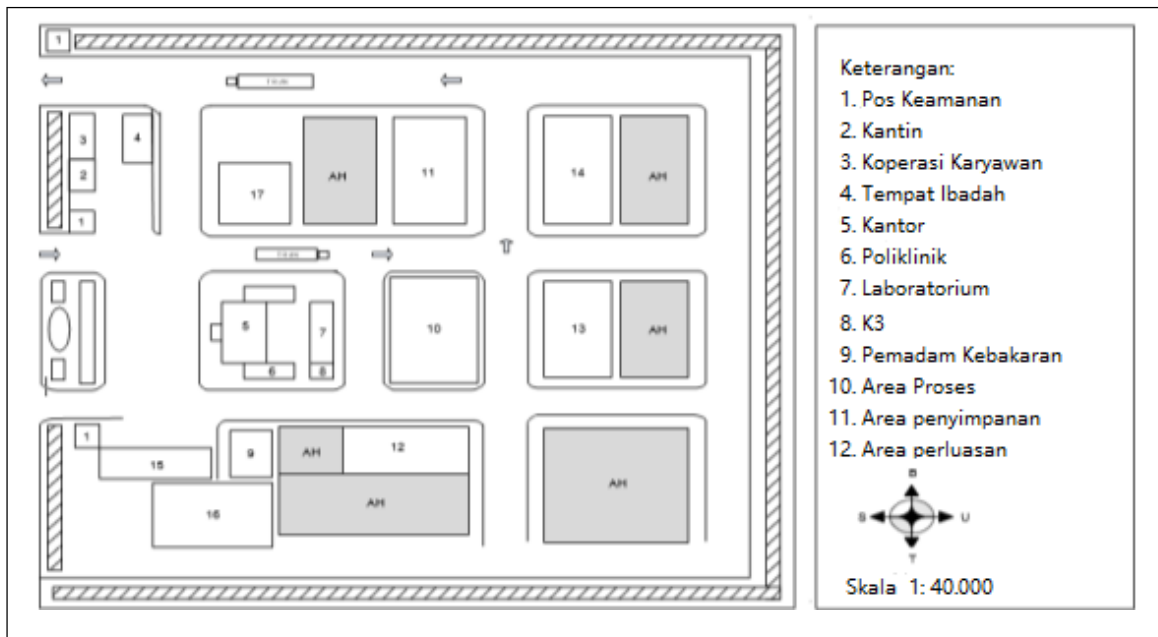 1
3
4
2
1
17
AH
11
14
AH
5
7
6
8
10
13
AH
1
15
9
AH
12
16
AH
AH
Keterangan:
1. Pos Keamanan
2. Kantin
3. Koperasi Karyawan
4. Tempat Ibadah
5. Kantor
6. Poliklinik
7. Laboratorium
8. K3
9. Pemadam Kebakaran
10. Area Proses
11. Area penyimpanan
12. Area perluasan
B
S U
T
Skala 1: 40.000